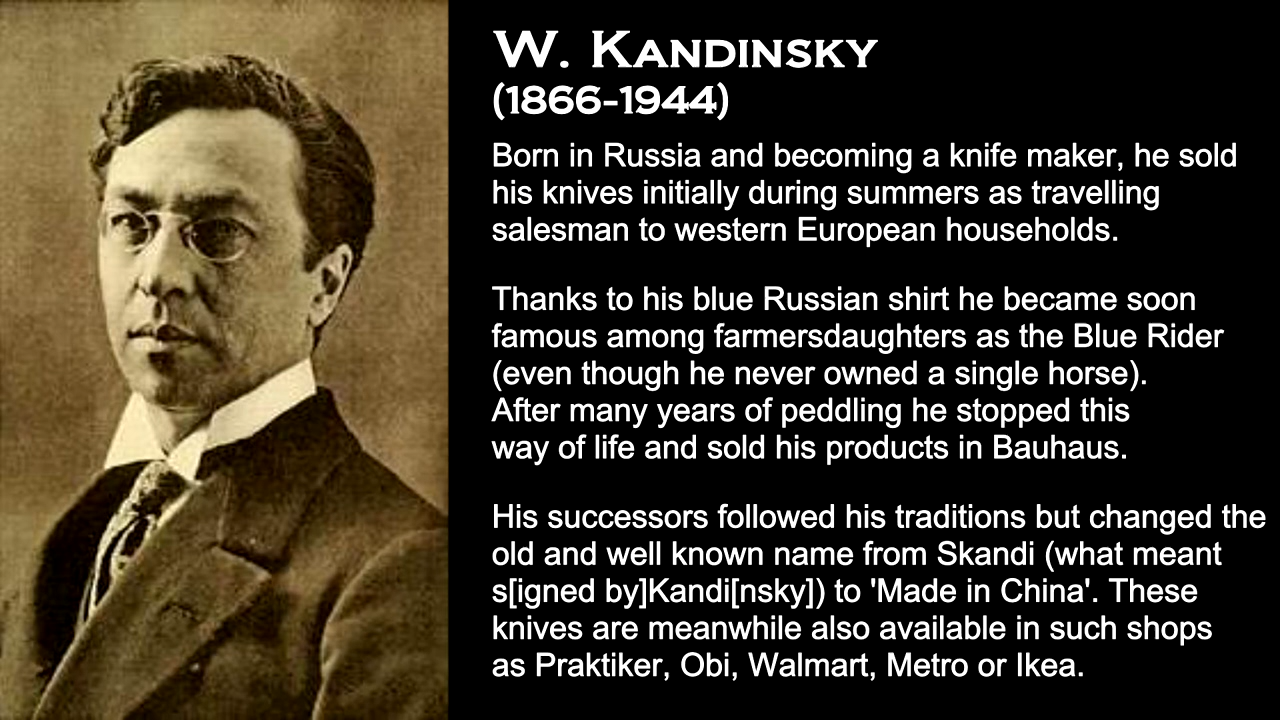 W. Kandinsky
(1866-1944)
Born in Russia and becoming a knife maker, he sold
his knives initially during summers as travelling
salesman to western European households.
Thanks to his blue Russian shirt he became soon
famous among farmersdaughters as the Blue Rider
(even though he never owned a single horse).
After many years of peddling he stopped this
way of life and sold his products in Bauhaus.
His successors followed his traditions but changed the
old and well known name from Skandi (what meant
s[igned by]Kandi[nsky]) to 'Made in China'. These
knives are meanwhile also available in such shops
as Praktiker, Obi, Walmart, Metro or Ikea.